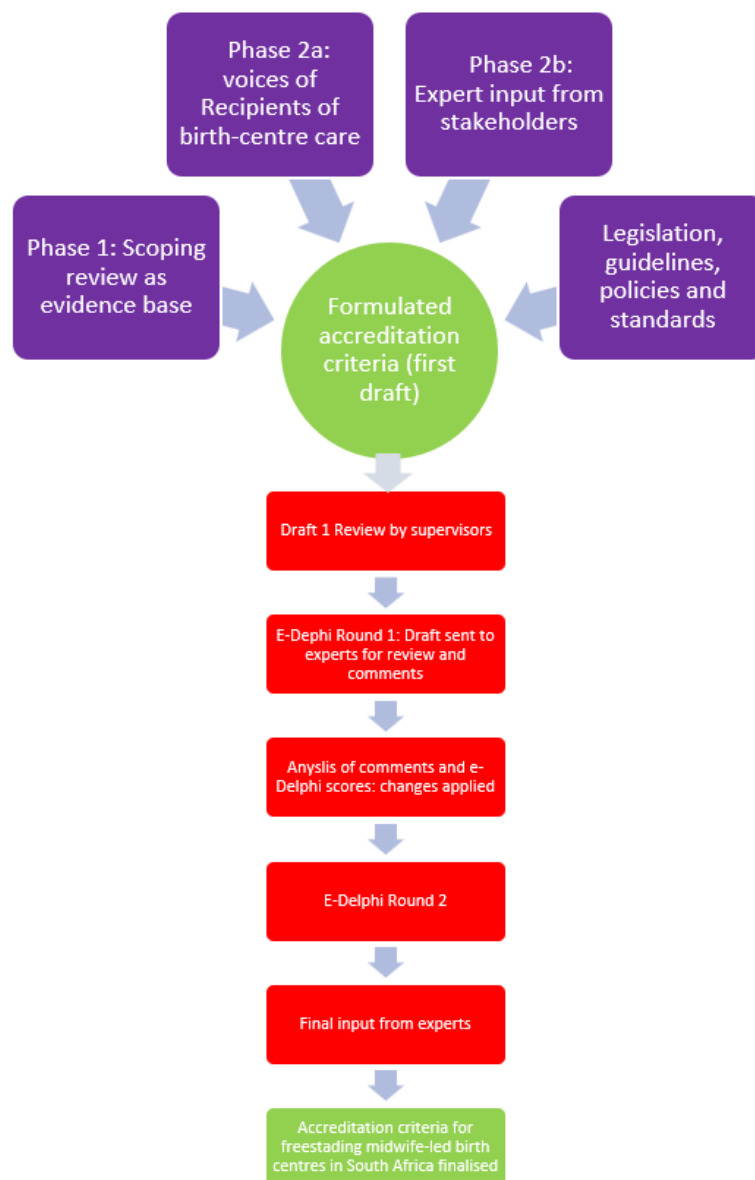 Phase 2a:
voices of
Recipients of
birth-centre care
Phase 2b:
Expert input from
stakeholders
Phase 1: Scoping
review as
evidence base
Legislation,
guidelines,
policies and
standards
Formulated
accreditation
criteria (first
draft)
Draft 1 Review by supervisors
E-Dephi Round 1: Draft sent to
experts for review and
comments
Anyslis of comments and e-
Delphi scores: changes applied
E-Delphi Round 2
Final input from experts
Accreditation criteria for
freestading midwife-led birth
centres in South Africa finalised